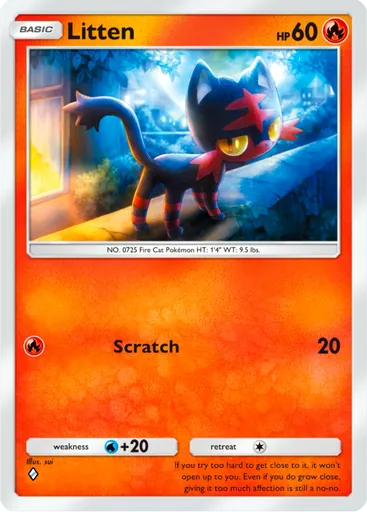 BASIC Litten HP 60
NO. 0725 Fire Cat Pokémon HT: 1'4" WT: 9.5 lbs.
Scratch 20
weakness +20 retreat
Illus. sui
If you try too hard to get close to it, it won't
open up to you. Even if you do grow close,
giving it too much affection is still a no-no.